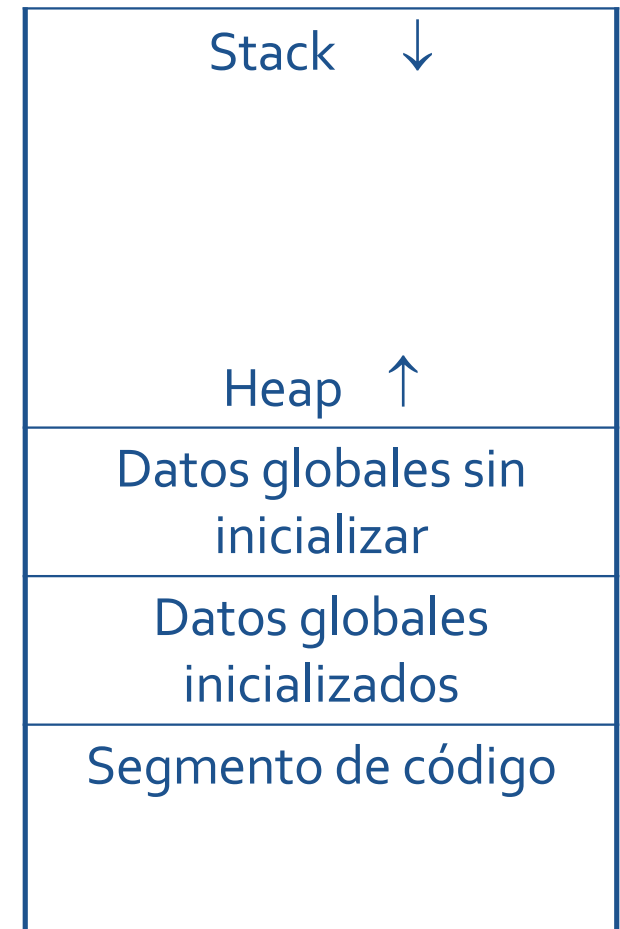 Stack ↓
Heap ↑
Datos globales sin
inicializar
Datos globales
inicializados
Segmento de código